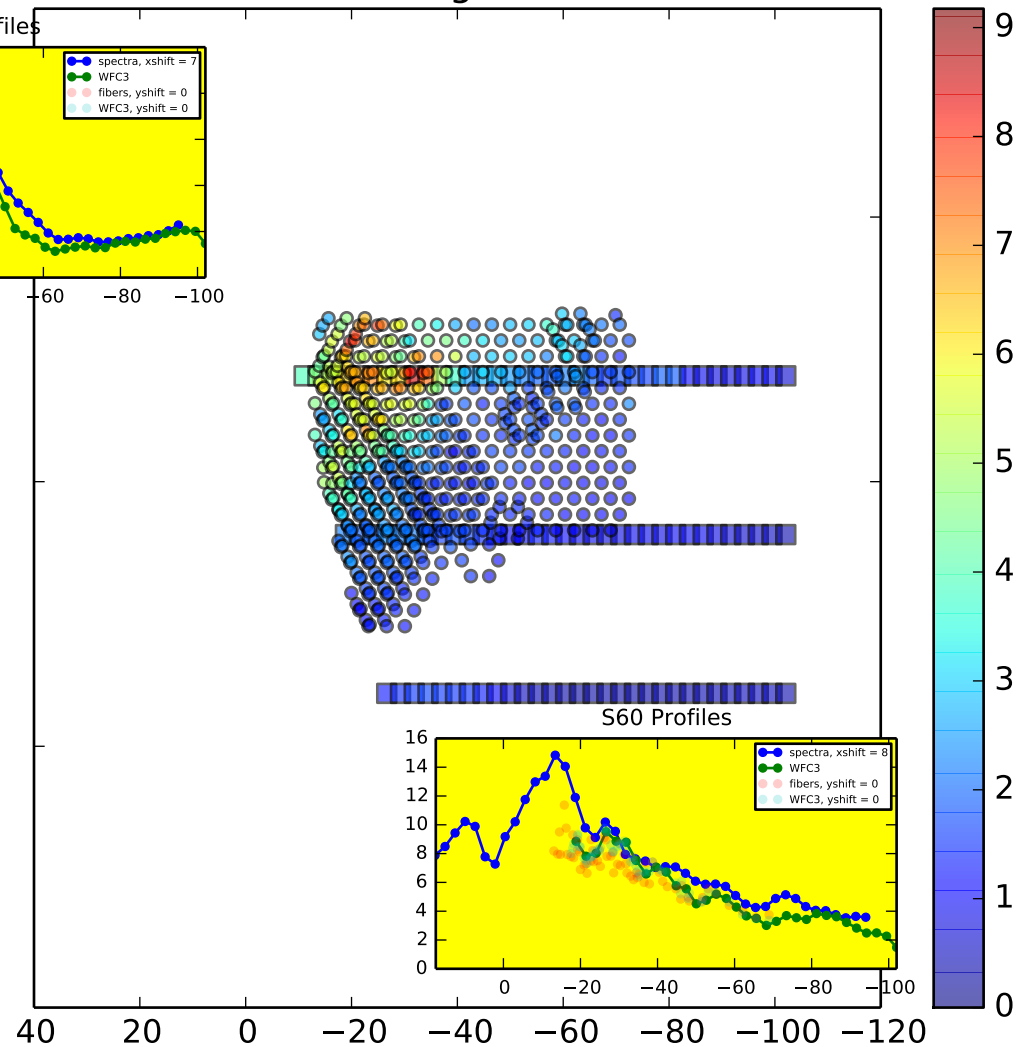 spectra, xshift = 7
WFC3
fibers, yshift = 0
WFC3, yshift = 0
−60 −80 −100
9
8
7
6
5
4
3
2
1
0
S60 Profiles
16
14
12
10
8
6
4
2
0
spectra, xshift = 8
WFC3
fibers, yshift = 0
WFC3, yshift = 0
0 −20 −40 −60 −80 −100
40 20 0 −20 −40 −60 −80 −100 −120